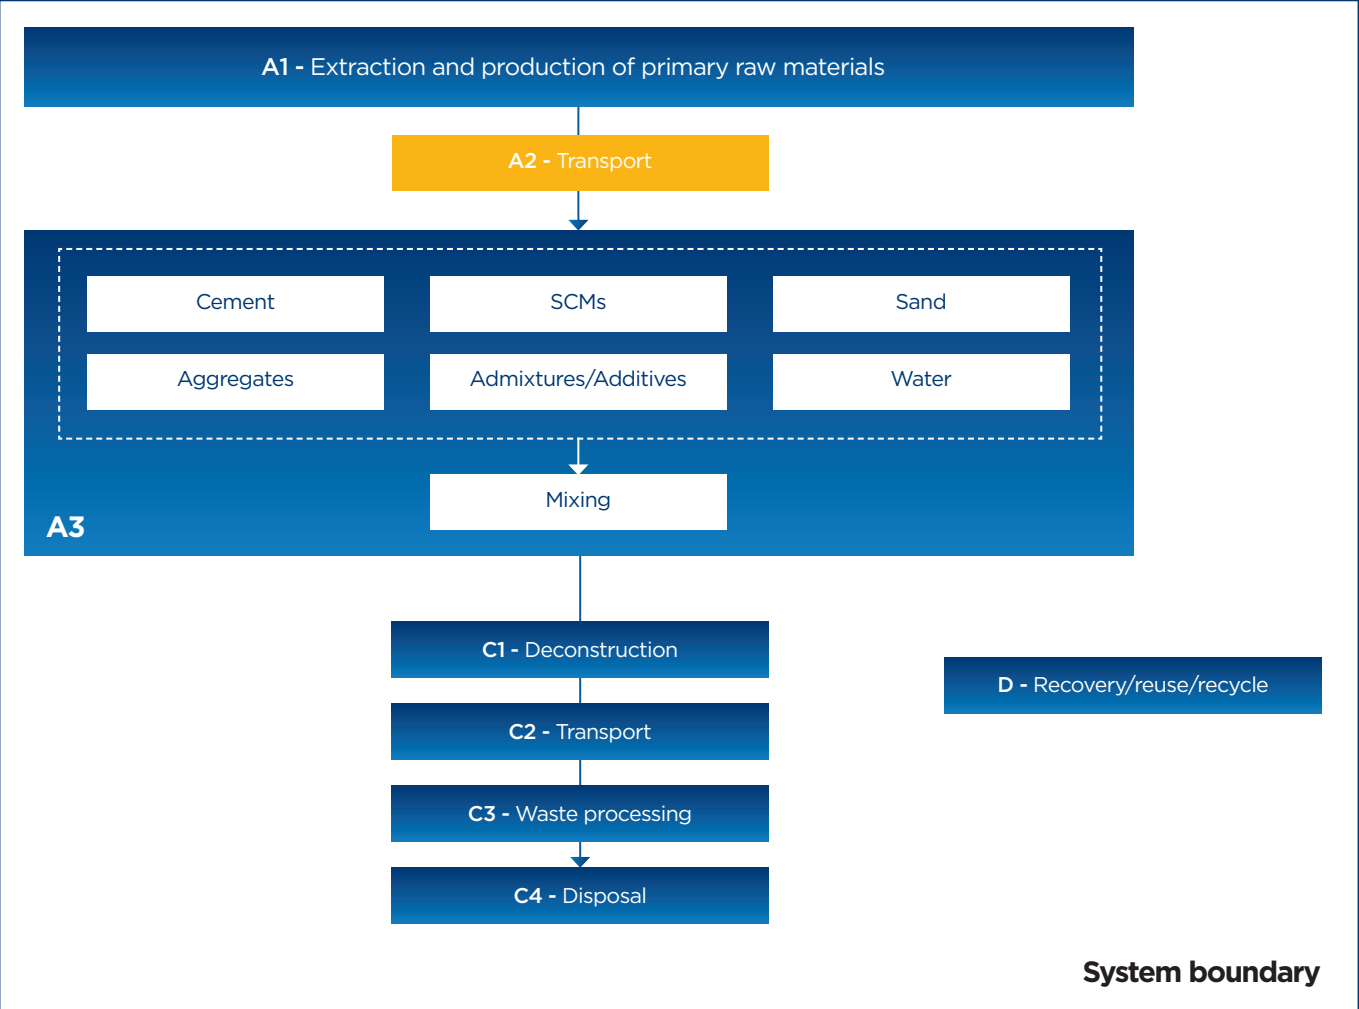 A1 - Extraction and production of primary raw materials
A2 - Transport
Cement
SCMs
Sand
Aggregates
Admixtures/Additives
Water
Mixing
A3
C1 - Deconstruction
D - Recovery/reuse/recycle
C2 - Transport
C3 - Waste processing
C4 - Disposal
System boundary